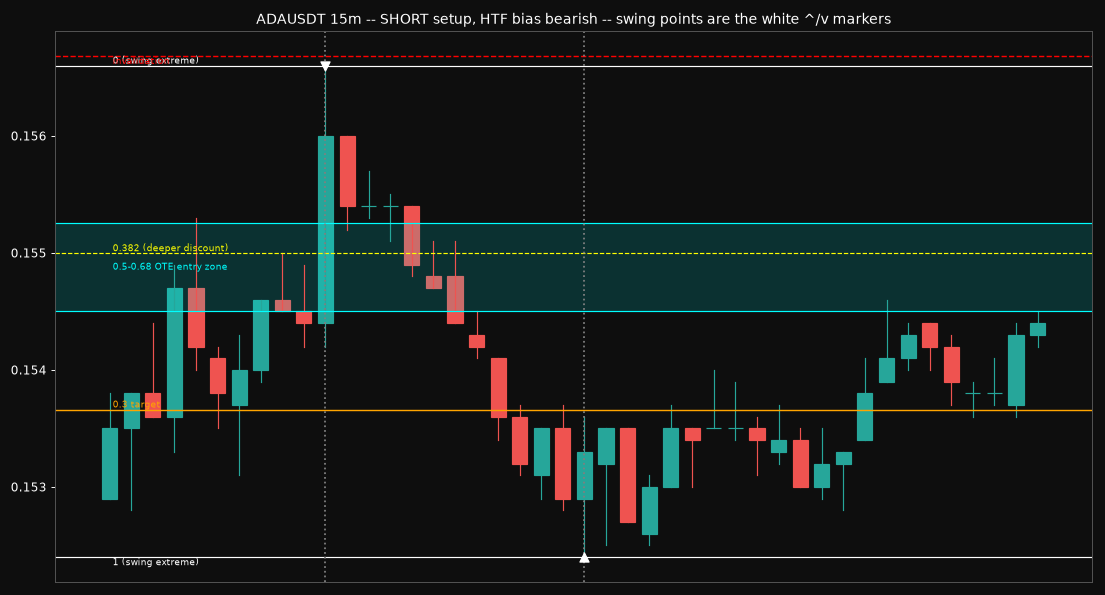 ADAUSDT 15m -- SHORT setup, HTF bias bearish -- swing points are the white ^/v markers
0 (swing extreme)
0.156
0.155
0.382 (deeper discount)
0.5-0.68 OTE entry zone
0.154
0.3 target
0.153
1 (swing extreme)